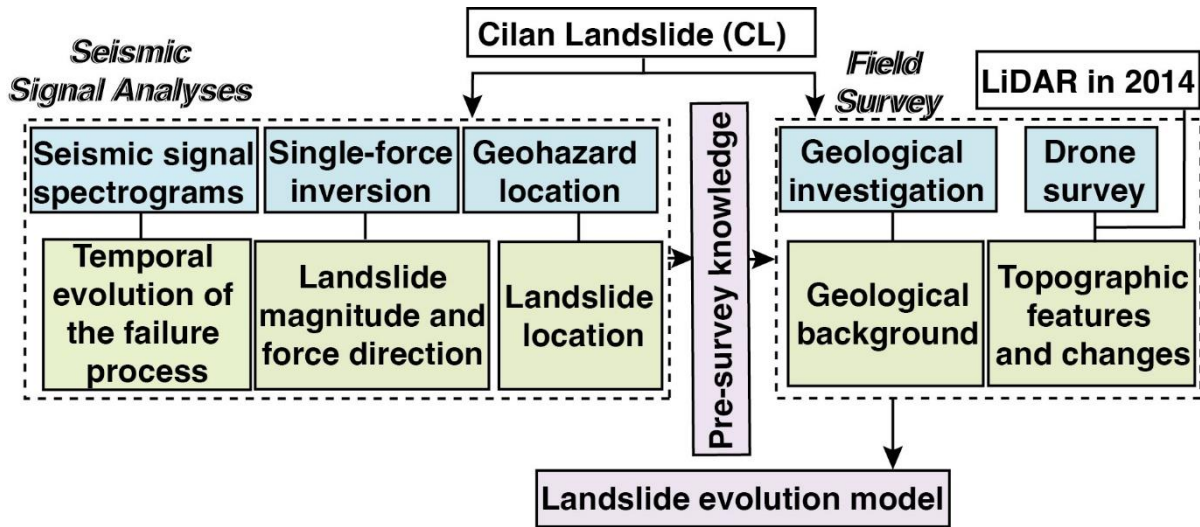 Cilan Landslide (CL)
Seismic
Signal Analyses
Field
Survey
LiDAR in 2014
Seismic signal
spectrograms
Single-force
inversion
Geohazard
location
Temporal
evolution of
the failure
process
Landslide
magnitude and
force direction
Landslide
location
Pre-survey knowledge
Geological
investigation
Drone
survey
Geological
background
Topographic
features
and changes
Landslide evolution model